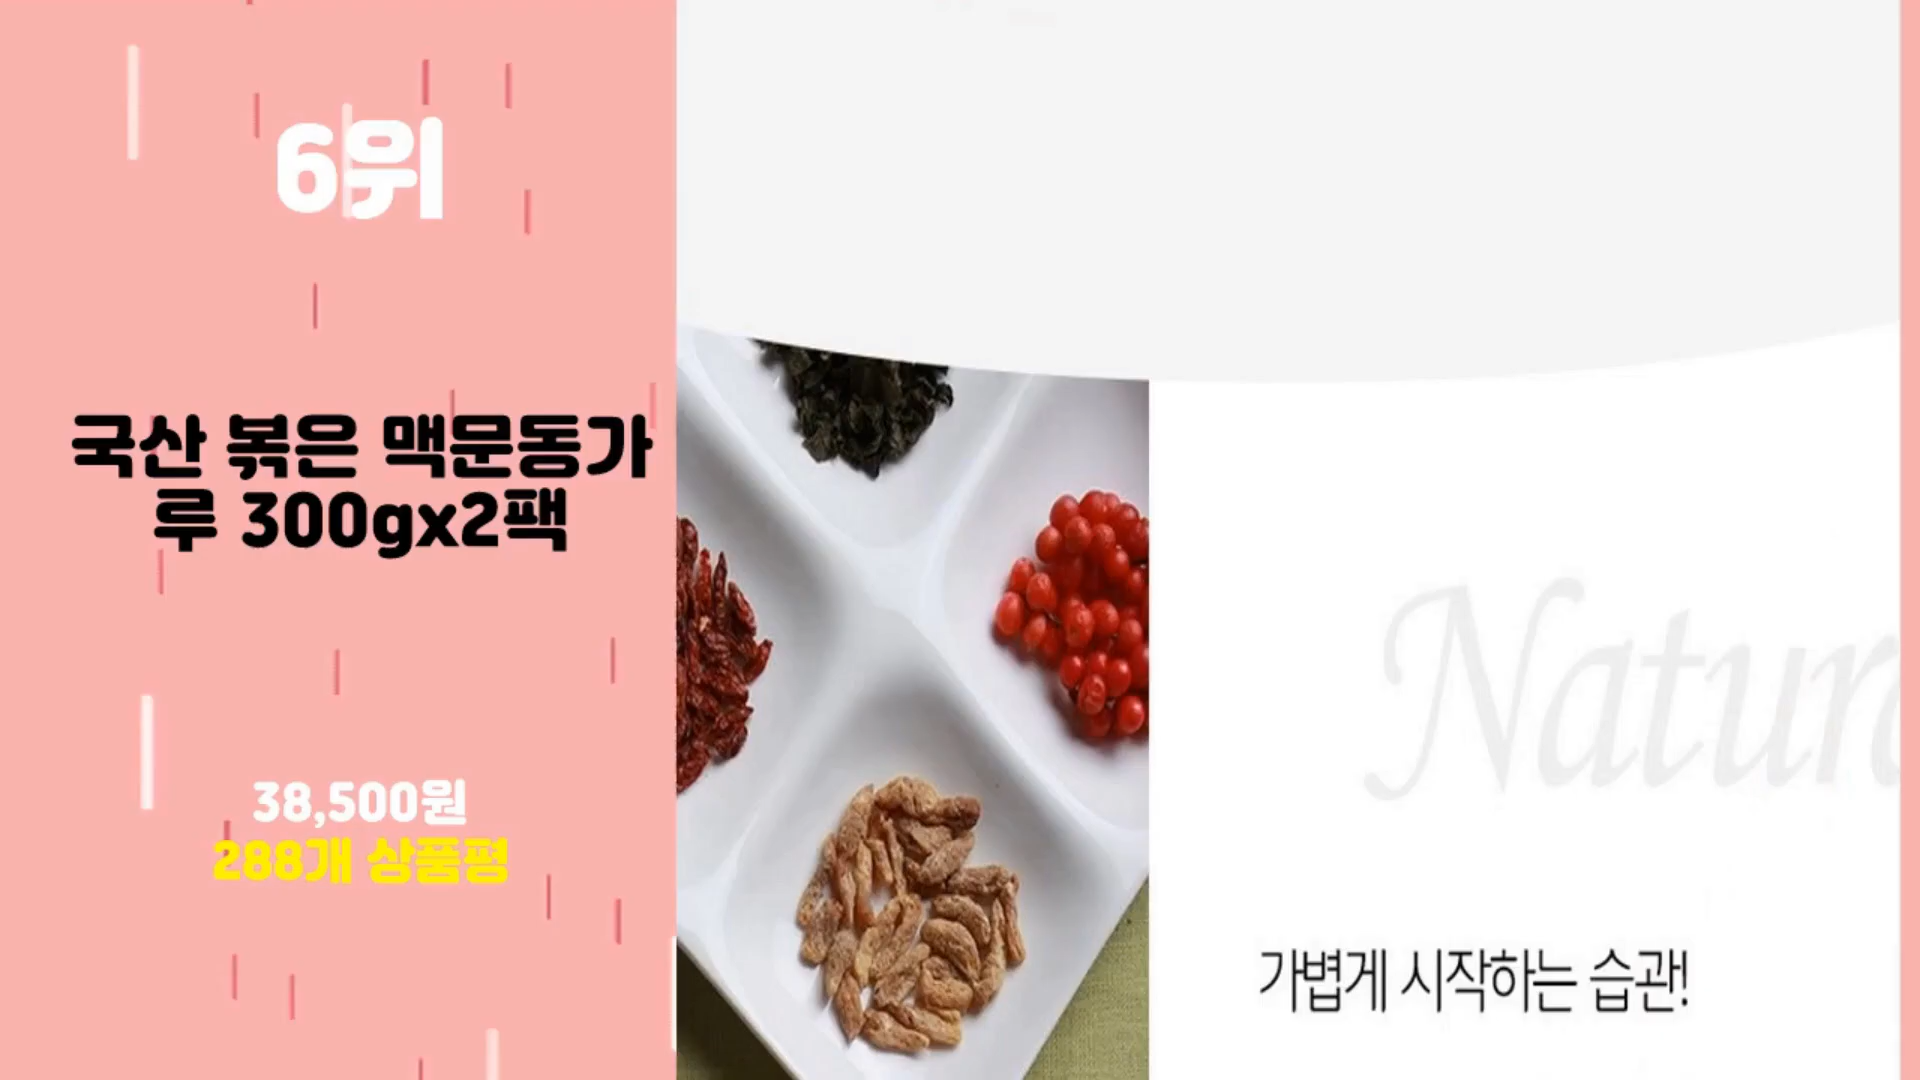 6위
국산 볶은 맥문동가
루 300gx2팩
38,500원
288개 상품평
Natura
가볍게 시작하는 습관!